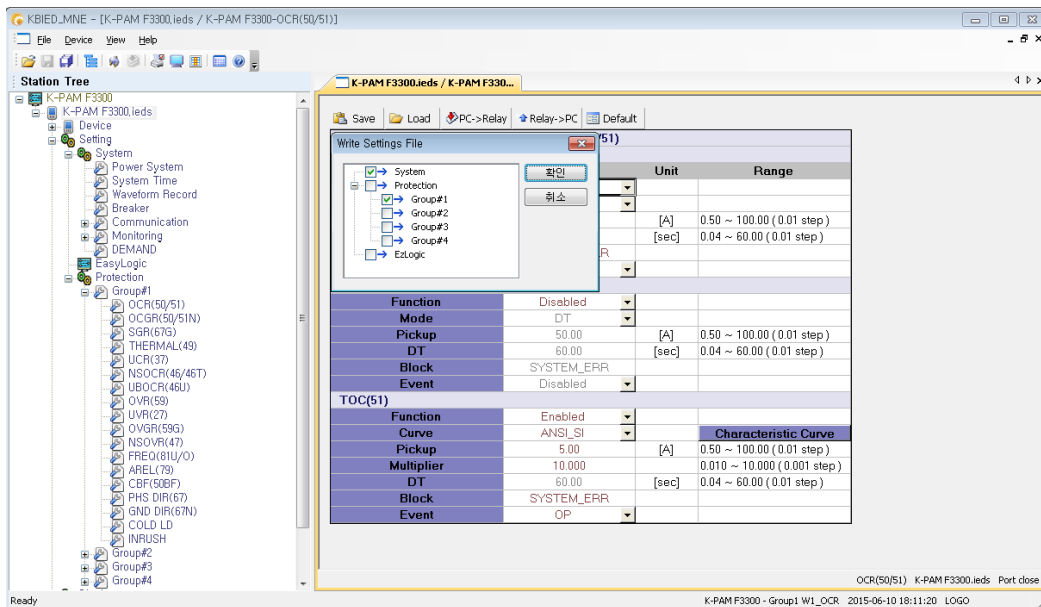 KBIED_MNE - [K-PAM F3300.ieds / K-PAM F3300-OCR(50/51)]
File Device View Help
Station Tree
K-PAM F3300
K-PAM F3300.ieds
Device
Setting
System
Power System
System Time
Waveform Record
Breaker
Communication
Monitoring
DEMAND
EasyLogic
Protection
Group#1
OCR(50/51)
OCGR(50/51N)
SGR(67G)
THERMAL(49)
UCR(37)
NSOCR(46/46T)
UBOCR(46U)
OVR(59)
UVR(27)
OVGR(59G)
NSOVR(47)
FREQ(81U/O)
AREL(79)
CBF(50BF)
PHS DIR(67)
GND DIR(67N)
COLD LD
INRUSH
Group#2
Group#3
Group#4
K-PAM F3300.ieds / K-PAM F330...
Save Load PC->Relay Relay->PC Default
/51)
Unit Range
[A] 0.50 ~ 100.00 ( 0.01 step )
[sec] 0.04 ~ 60.00 ( 0.01 step )
R
Write Settings File
System
Protection
Group#1
Group#2
Group#3
Group#4
EzLogic
확인
취소
Function Disabled
Mode DT
Pickup 50.00 [A] 0.50 ~ 100.00 ( 0.01 step )
DT 60.00 [sec] 0.04 ~ 60.00 ( 0.01 step )
Block SYSTEM_ERR
Event Disabled
TOC(51)
Function Enabled
Curve ANSI_SI Characteristic Curve
Pickup 5.00 [A] 0.50 ~ 100.00 ( 0.01 step )
Multiplier 10.000 0.010 ~ 10.000 ( 0.001 step )
DT 60.00 [sec] 0.04 ~ 60.00 ( 0.01 step )
Block SYSTEM_ERR
Event OP
OCR(50/51) K-PAM F3300.ieds Port close
Ready K-PAM F3300 - Group1 W1_OCR 2015-06-10 18:11:20 LOGO